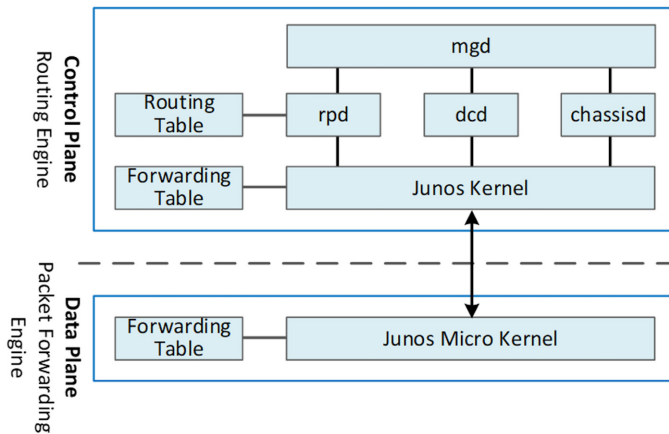 Control Plane
Routing Engine
mgd
Routing
Table
rpd
dcd
chassisd
Forwarding
Table
Junos Kernel
Data Plane
Packet Forwarding
Engine
Forwarding
Table
Junos Micro Kernel